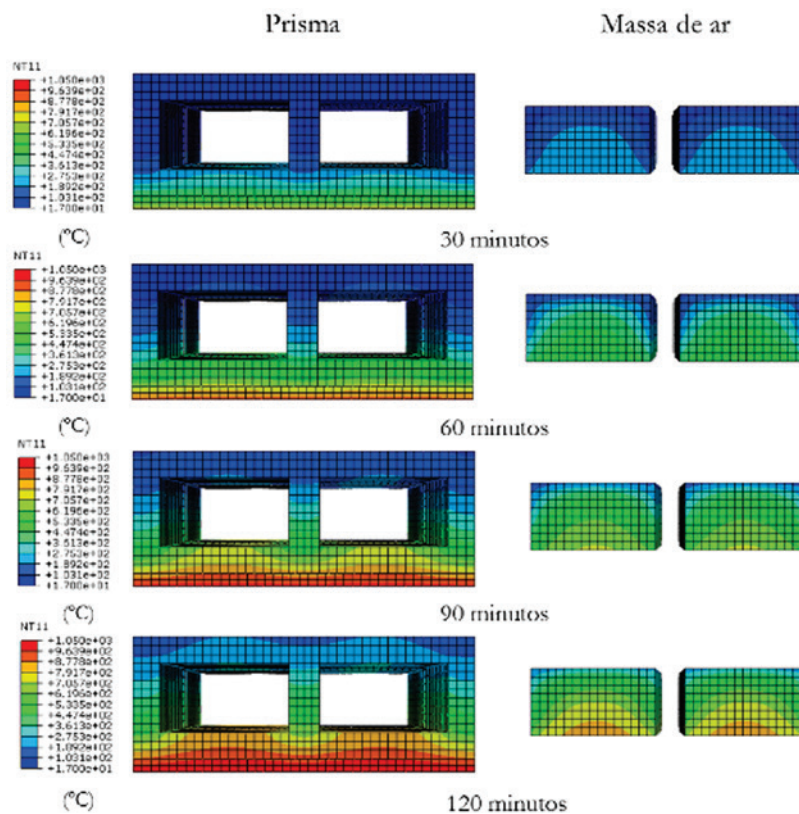 Prisma
Massa de ar
NT11
+1.050e+03
+9.639e+02
+8.778e+02
+7.917e+02
+7.057e+02
+6.196e+02
+5.335e+02
+4.474e+02
+3.613e+02
+2.753e+02
+1.892e+02
+1.031e+02
+1.700e+01
(ºC)
30 minutos
NT11
+1.050e+03
+9.639e+02
+8.778e+02
+7.917e+02
+7.057e+02
+6.196e+02
+5.335e+02
+4.474e+02
+3.613e+02
+2.753e+02
+1.892e+02
+1.031e+02
+1.700e+01
(ºC)
60 minutos
NT11
+1.050e+03
+9.639e+02
+8.778e+02
+7.917e+02
+7.057e+02
+6.196e+02
+5.335e+02
+4.474e+02
+3.613e+02
+2.753e+02
+1.892e+02
+1.031e+02
+1.700e+01
(ºC)
90 minutos
NT11
+1.050e+03
+9.639e+02
+8.778e+02
+7.917e+02
+7.057e+02
+6.196e+02
+5.335e+02
+4.474e+02
+3.613e+02
+2.753e+02
+1.892e+02
+1.031e+02
+1.700e+01
(ºC)
120 minutos